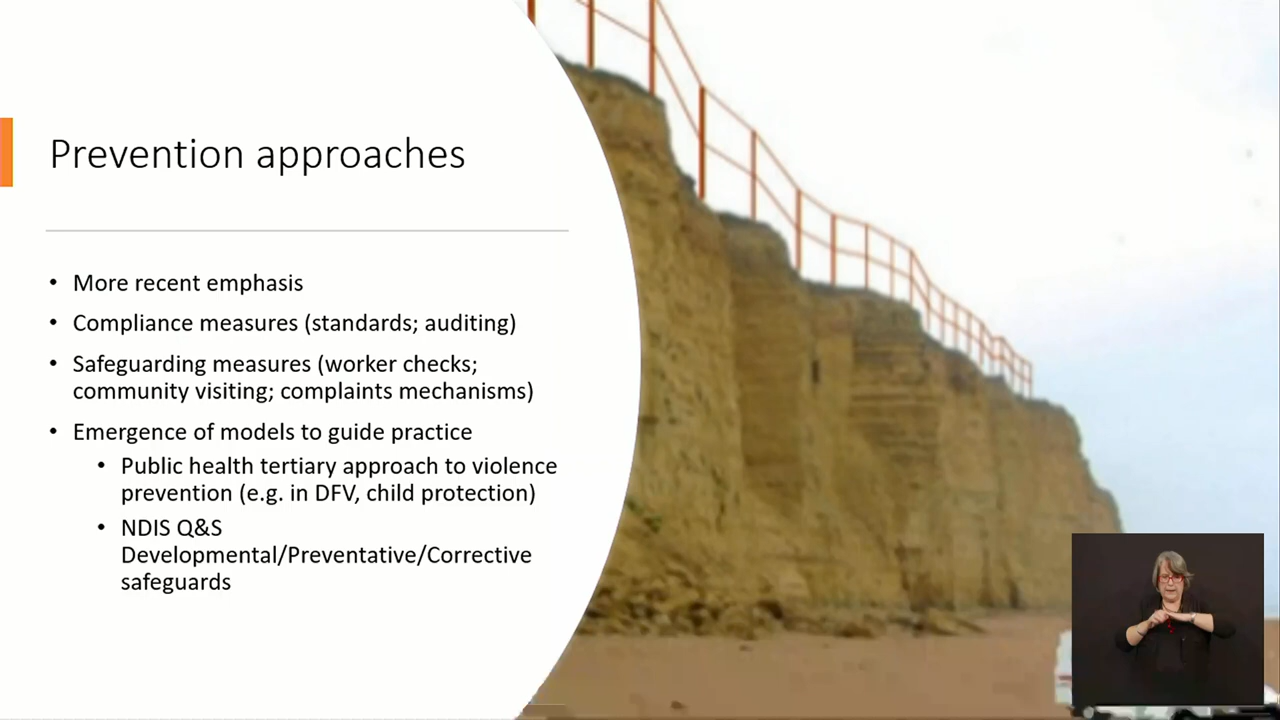 Prevention approaches
• More recent emphasis
• Compliance measures (standards; auditing)
• Safeguarding measures (worker checks;
community visiting; complaints mechanisms)
• Emergence of models to guide practice
• Public health tertiary approach to violence
prevention (e.g. in DFV, child protection)
• NDIS Q&S
Developmental/Preventative/Corrective
safeguards